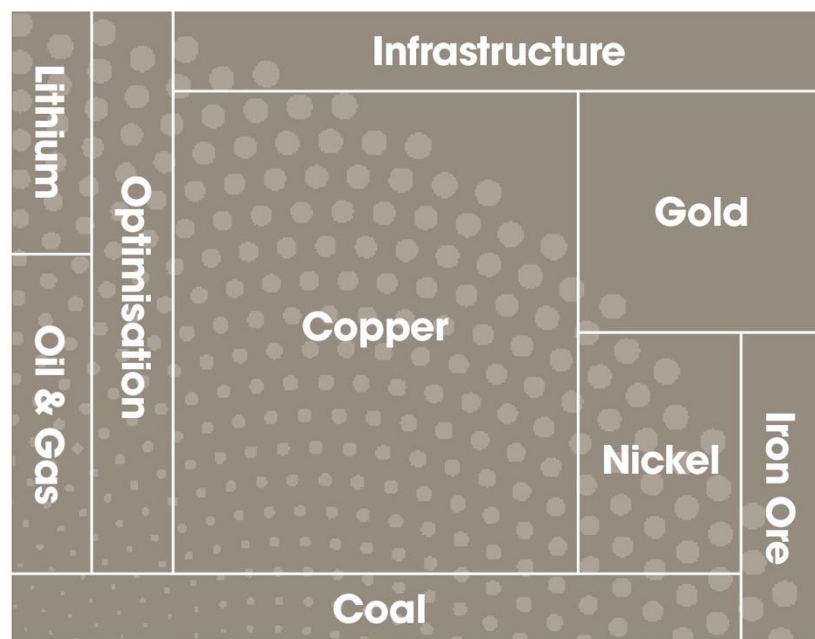 Infrastructure
Lithium
Optimisation
Gold
Copper
Oil & Gas
Nickel
Iron Ore
Coal